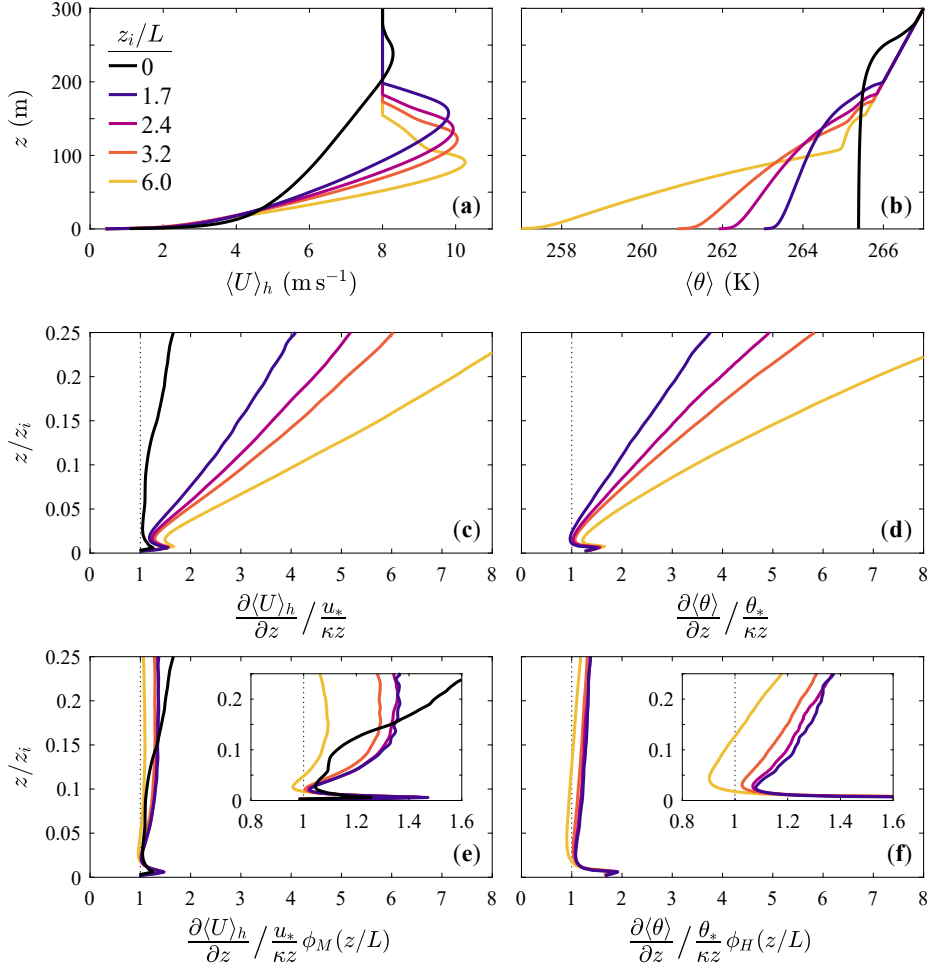 300
200
100
0
z (m)
z_i/L
0
1.7
2.4
3.2
6.0
(a)
0 2 4 6 8 10
⟨U⟩_h (m s⁻¹)
(b)
258 260 262 264 266
⟨θ⟩ (K)
0.25
0.2
0.15
0.1
0.05
0
z/z_i
(c)
0 1 2 3 4 5 6 7 8
∂⟨U⟩_h/∂z / u_*/κz
(d)
0 1 2 3 4 5 6 7 8
∂⟨θ⟩/∂z / θ_*/κz
0.25
0.2
0.15
0.1
0.05
0
z/z_i
0.2
0.1
0
0.8 1 1.2 1.4 1.6
(e)
0 1 2 3 4 5 6 7 8
∂⟨U⟩_h/∂z / u_*/κz φ_M(z/L)
0.2
0.1
0
0.8 1 1.2 1.4 1.6
(f)
0 1 2 3 4 5 6 7 8
∂⟨θ⟩/∂z / θ_*/κz φ_H(z/L)